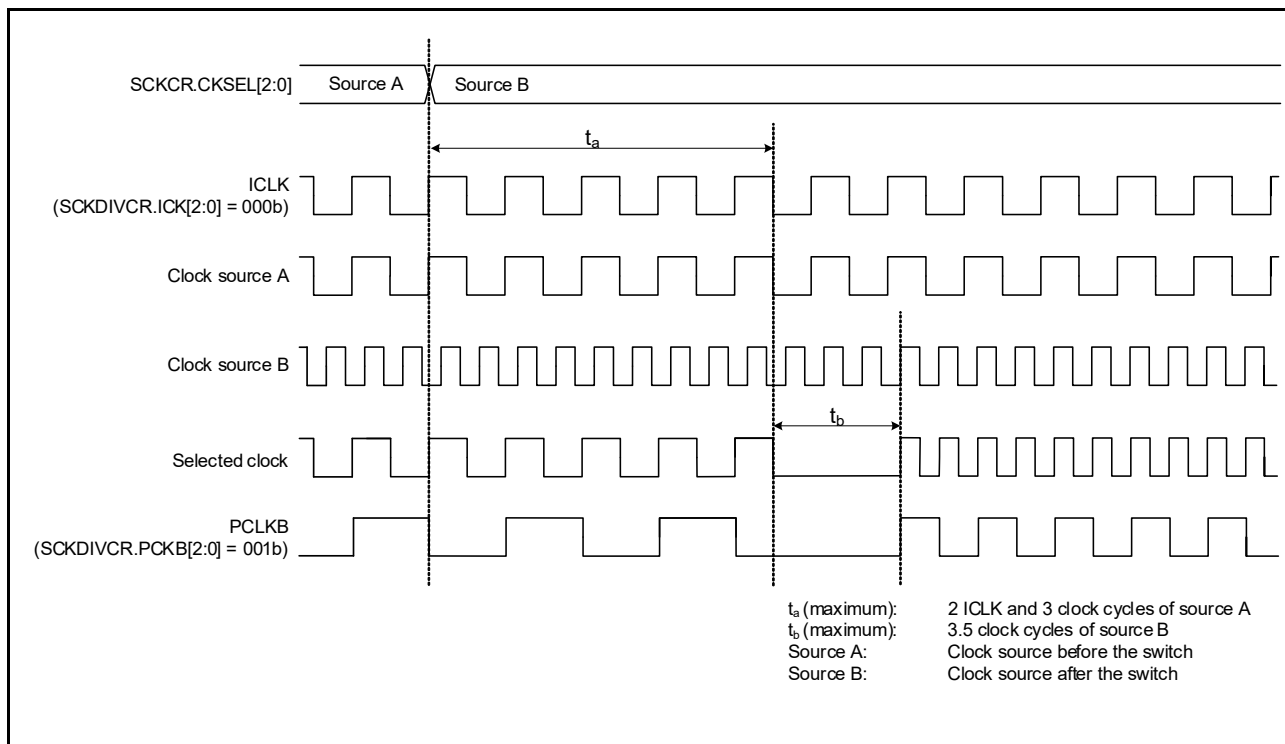 SCKCR.CKSEL[2:0]
Source A
Source B
ta
ICLK
(SCKDIVCR.ICK[2:0] = 000b)
Clock source A
Clock source B
tb
Selected clock
PCLKB
(SCKDIVCR.PCKB[2:0] = 001b)
ta (maximum): 2 ICLK and 3 clock cycles of source A
tb (maximum): 3.5 clock cycles of source B
Source A: Clock source before the switch
Source B: Clock source after the switch